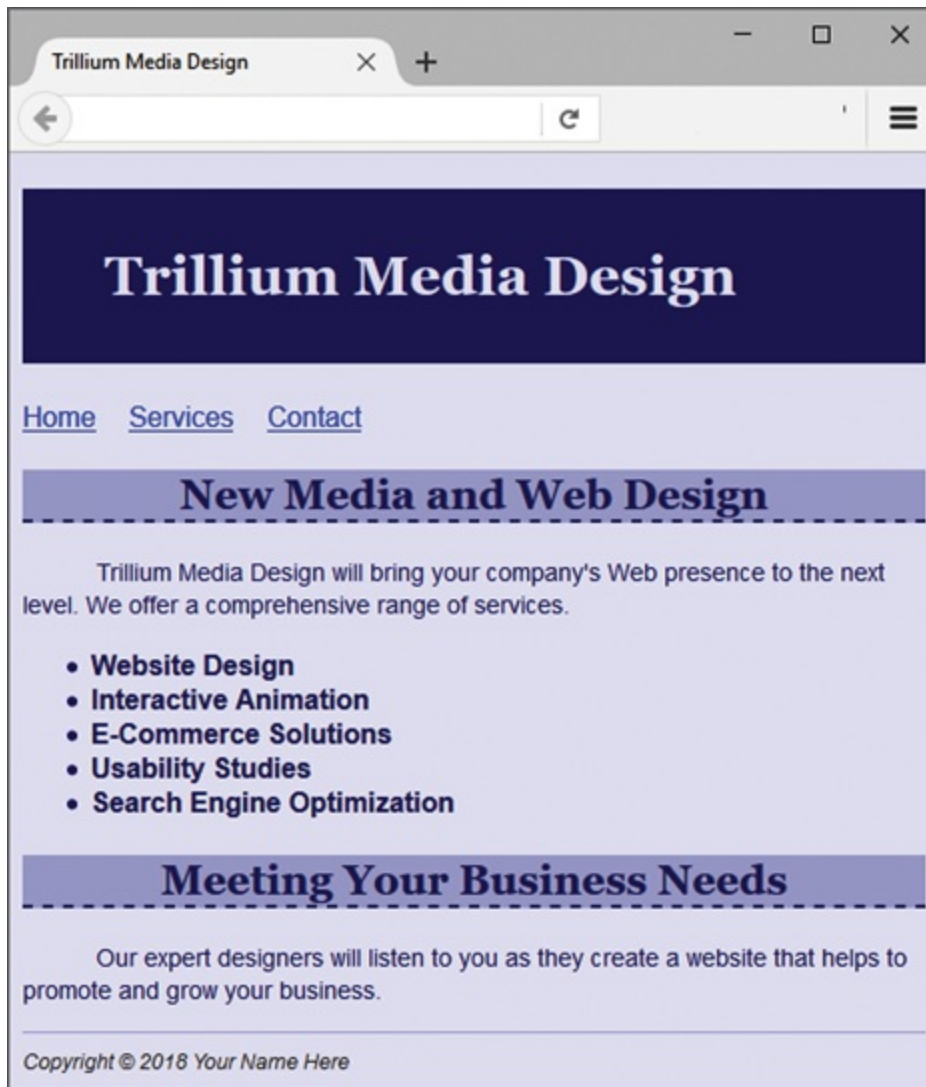 Trillium Media Design
Trillium Media Design
Home Services Contact
New Media and Web Design
Trillium Media Design will bring your company's Web presence to the next
level. We offer a comprehensive range of services.
• Website Design
• Interactive Animation
• E-Commerce Solutions
• Usability Studies
• Search Engine Optimization
Meeting Your Business Needs
Our expert designers will listen to you as they create a website that helps to
promote and grow your business.
Copyright © 2018 Your Name Here